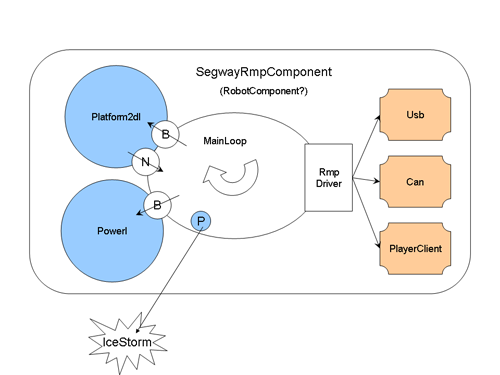 SegwayRmpComponent
(RobotComponent?)
Platform2dI
B
MainLoop
N
B
PowerI
P
Rmp
Driver
Usb
Can
PlayerClient
IceStorm